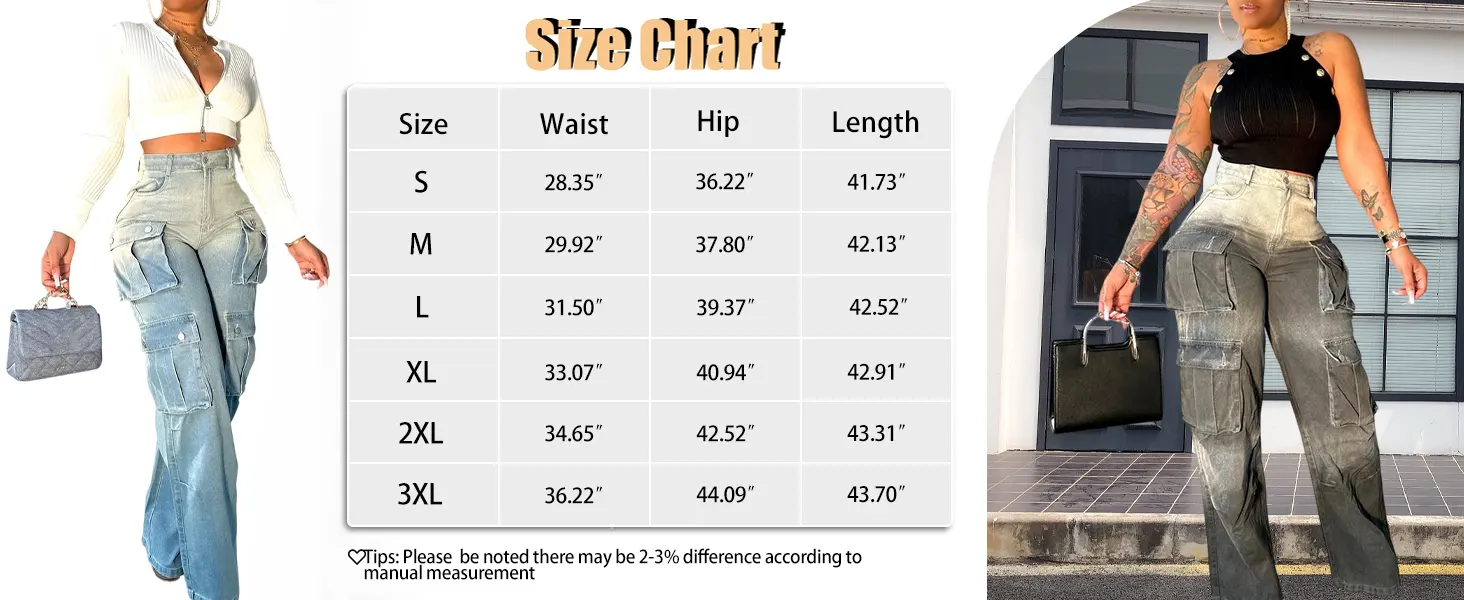 Size Chart
Size Waist Hip Length
S 28.35″ 36.22″ 41.73″
M 29.92″ 37.80″ 42.13″
L 31.50″ 39.37″ 42.52″
XL 33.07″ 40.94″ 42.91″
2XL 34.65″ 42.52″ 43.31″
3XL 36.22″ 44.09″ 43.70″
♡Tips: Please be noted there may be 2-3% difference according to
manual measurement